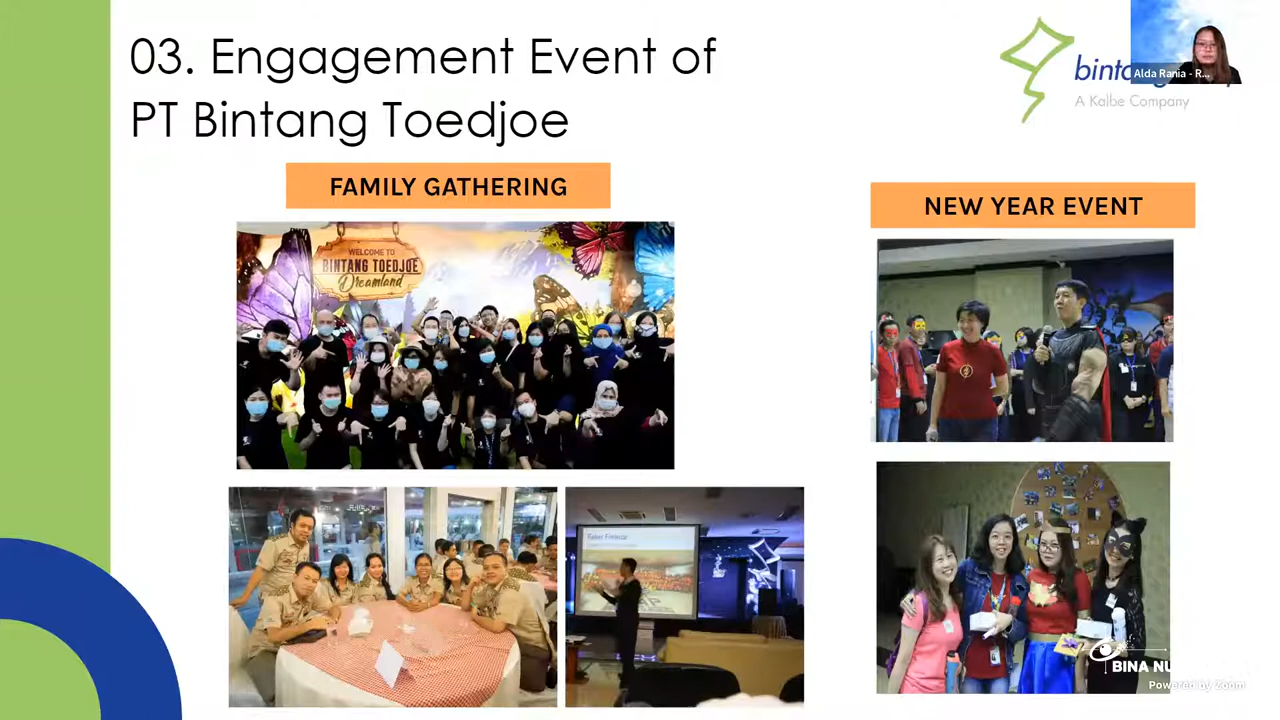 03. Engagement Event of
PT Bintang Toedjoe
A Kalbe Company
Alda Rania - R...
FAMILY GATHERING
NEW YEAR EVENT
WELCOME TO
BINTANG TOEDJOE
Dreamland
BINA NU
Powered by Zoom